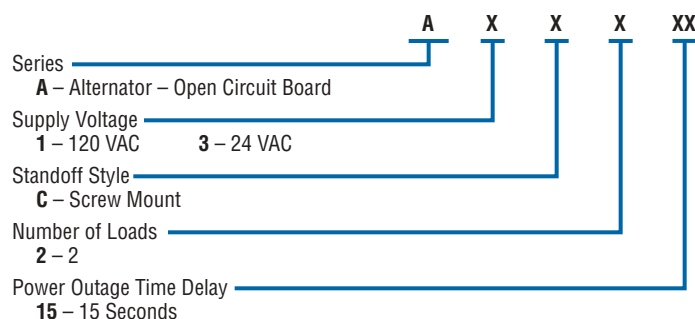 A X X X XX
Series
A – Alternator – Open Circuit Board
Supply Voltage
1 – 120 VAC 3 – 24 VAC
Standoff Style
C – Screw Mount
Number of Loads
2 – 2
Power Outage Time Delay
15 – 15 Seconds